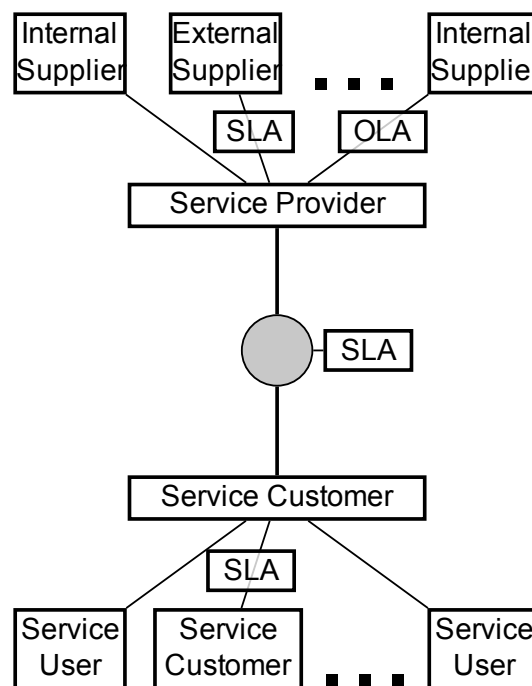 Internal
Supplier
External
Supplier
Internal
Supplie
SLA
OLA
Service Provider
SLA
Service Customer
SLA
Service
User
Service
Customer
Service
User